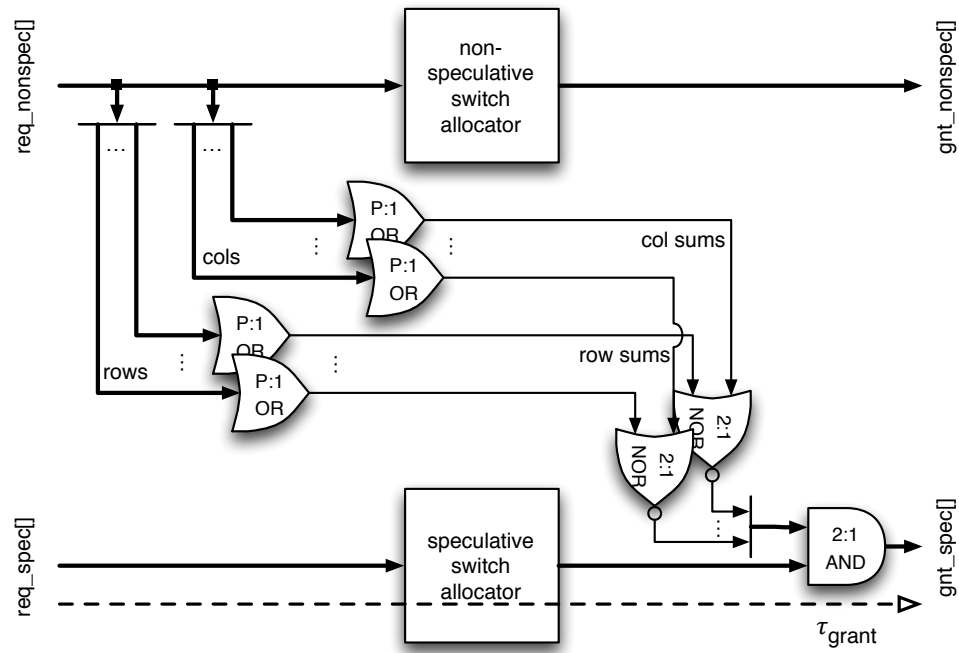 req_nonspec[]
non-
speculative
switch
allocator
gnt_nonspec[]
...
...
P:1
OR
col sums
cols
P:1
OR
P:1
OR
row sums
rows
P:1
OR
2:1
NOR
2:1
NOR
req_spec[]
speculative
switch
allocator
2:1
AND
gnt_spec[]
τgrant